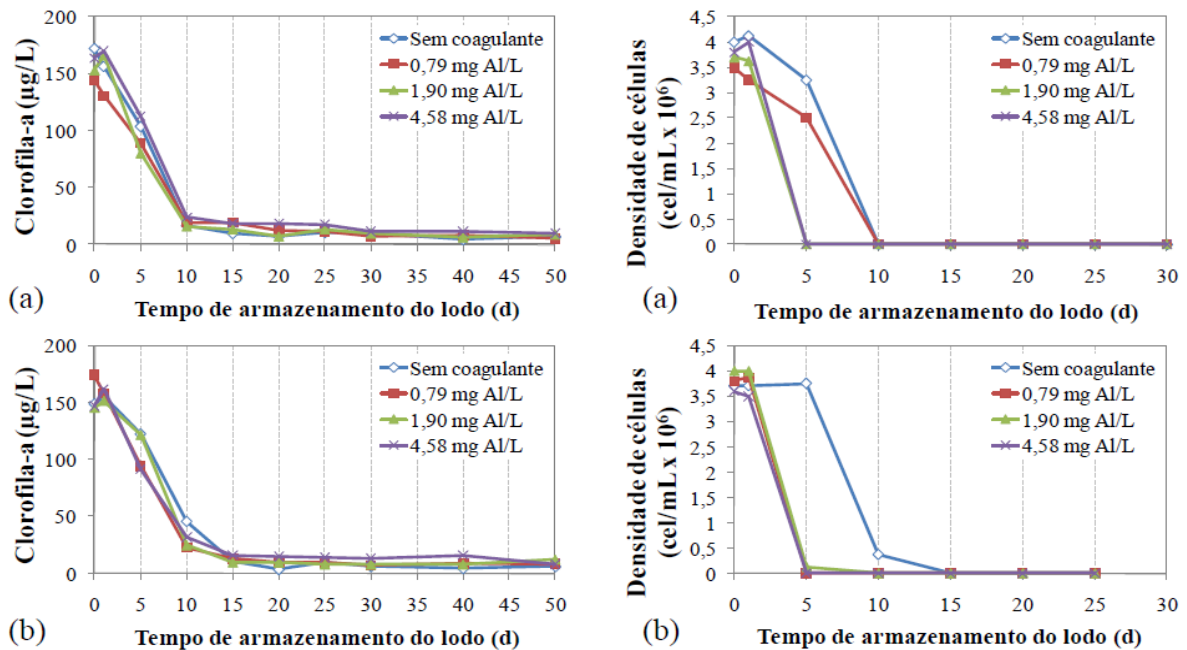 Clorofila-a (µg/L)
200
150
100
50
0
Sem coagulante
0,79 mg Al/L
1,90 mg Al/L
4,58 mg Al/L
0 5 10 15 20 25 30 35 40 45 50
Tempo de armazenamento do lodo (d)
(a)
Densidade de células
(cel/mL x 10⁶)
4,5
4
3,5
3
2,5
2
1,5
1
0,5
0
Sem coagulante
0,79 mg Al/L
1,90 mg Al/L
4,58 mg Al/L
0 5 10 15 20 25 30
Tempo de armazenamento do lodo (d)
(a)
Clorofila-a (µg/L)
200
150
100
50
0
Sem coagulante
0,79 mg Al/L
1,90 mg Al/L
4,58 mg Al/L
0 5 10 15 20 25 30 35 40 45 50
Tempo de armazenamento do lodo (d)
(b)
Densidade de células
(cel/mL x 10⁶)
4,5
4
3,5
3
2,5
2
1,5
1
0,5
0
Sem coagulante
0,79 mg Al/L
1,90 mg Al/L
4,58 mg Al/L
0 5 10 15 20 25 30
Tempo de armazenamento do lodo (d)
(b)